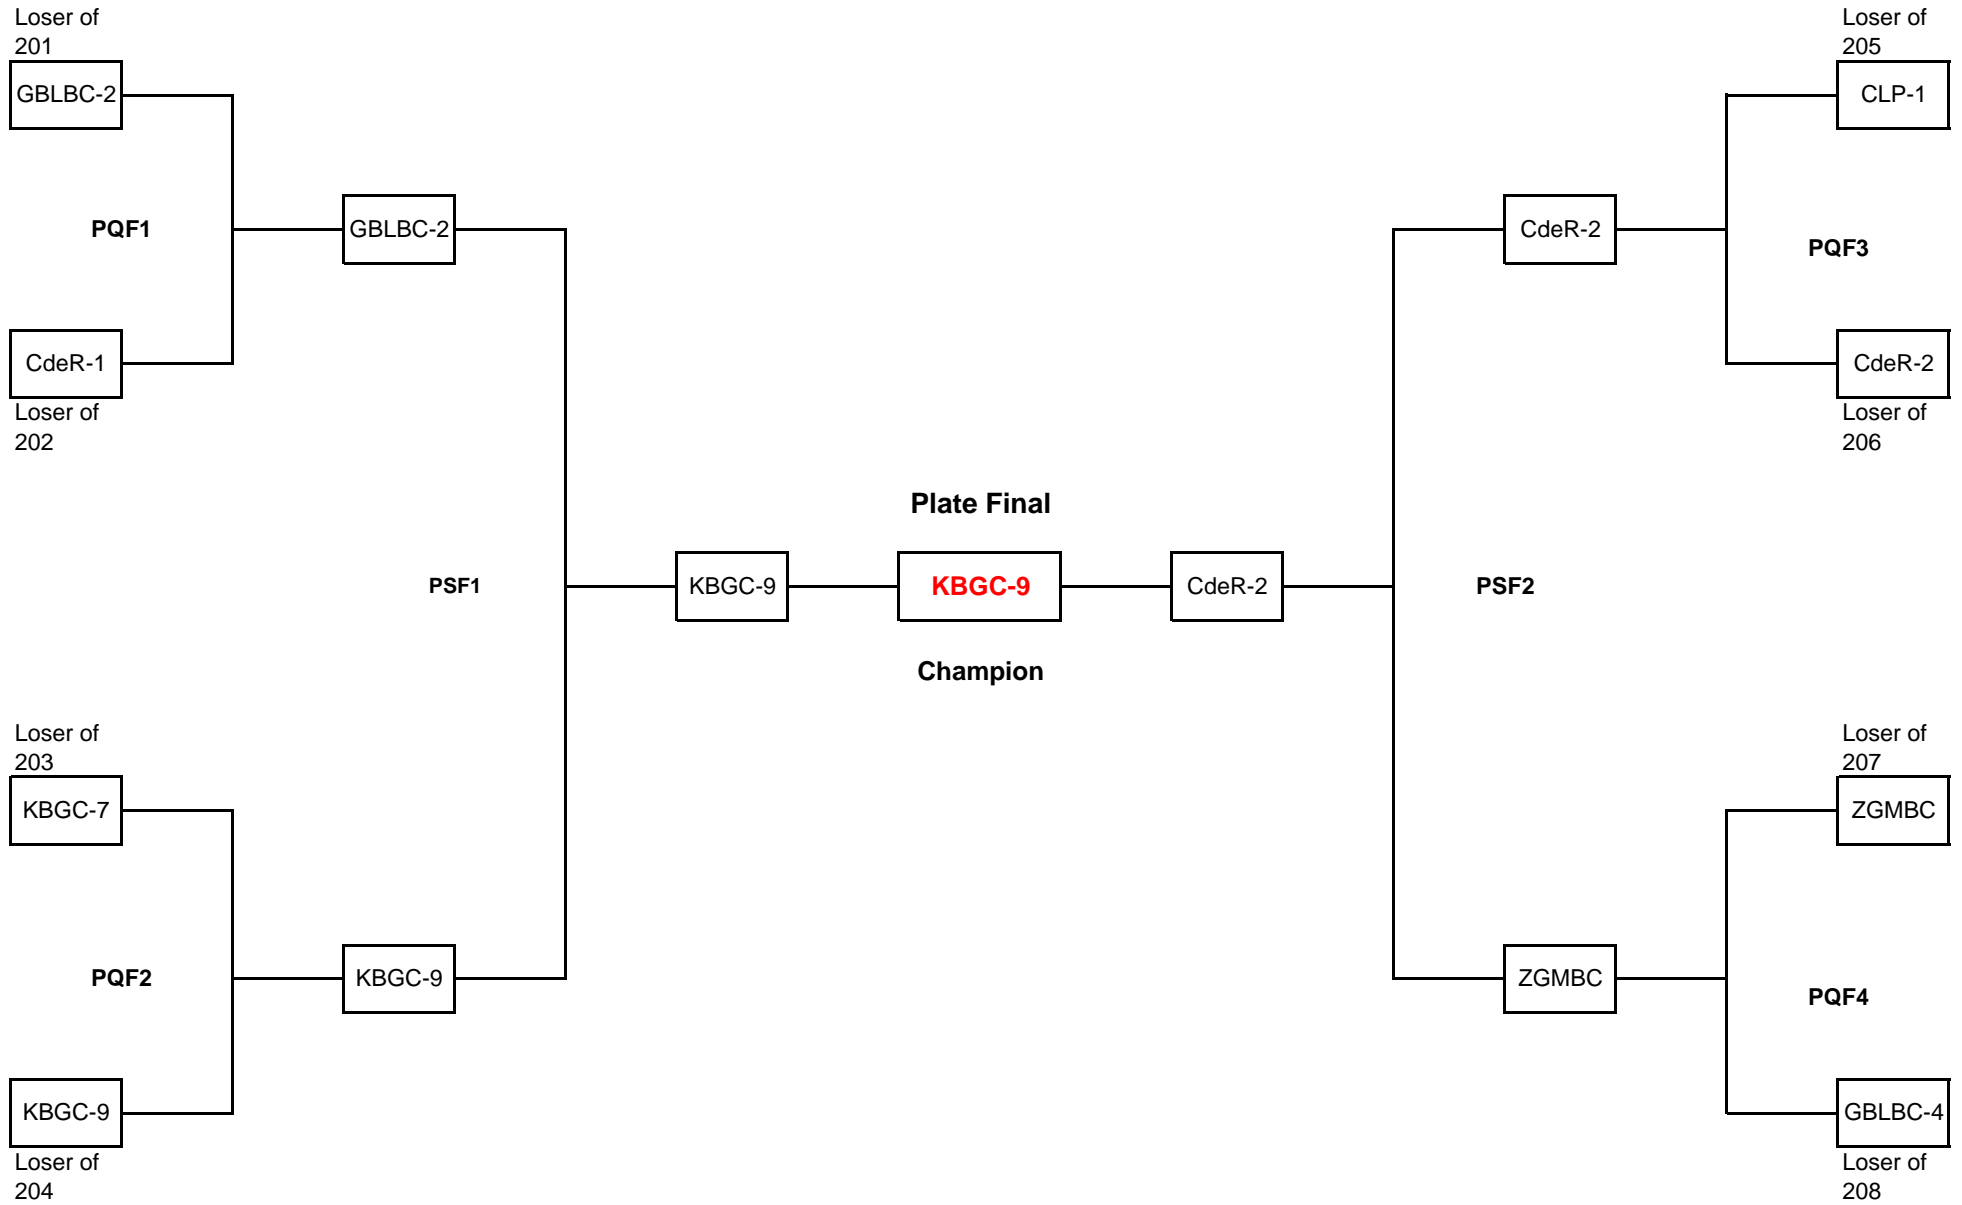 Loser of
201
GBLBC-2
PQF1
CdeR-1
Loser of
202
GBLBC-2
PSF1
Loser of
203
KBGC-7
PQF2
KBGC-9
Loser of
204
KBGC-9
KBGC-9
Plate Final
KBGC-9
Champion
CdeR-2
PSF2
CdeR-2
ZGMBC
Loser of
205
CLP-1
PQF3
CdeR-2
Loser of
206
Loser of
207
ZGMBC
PQF4
GBLBC-4
Loser of
208